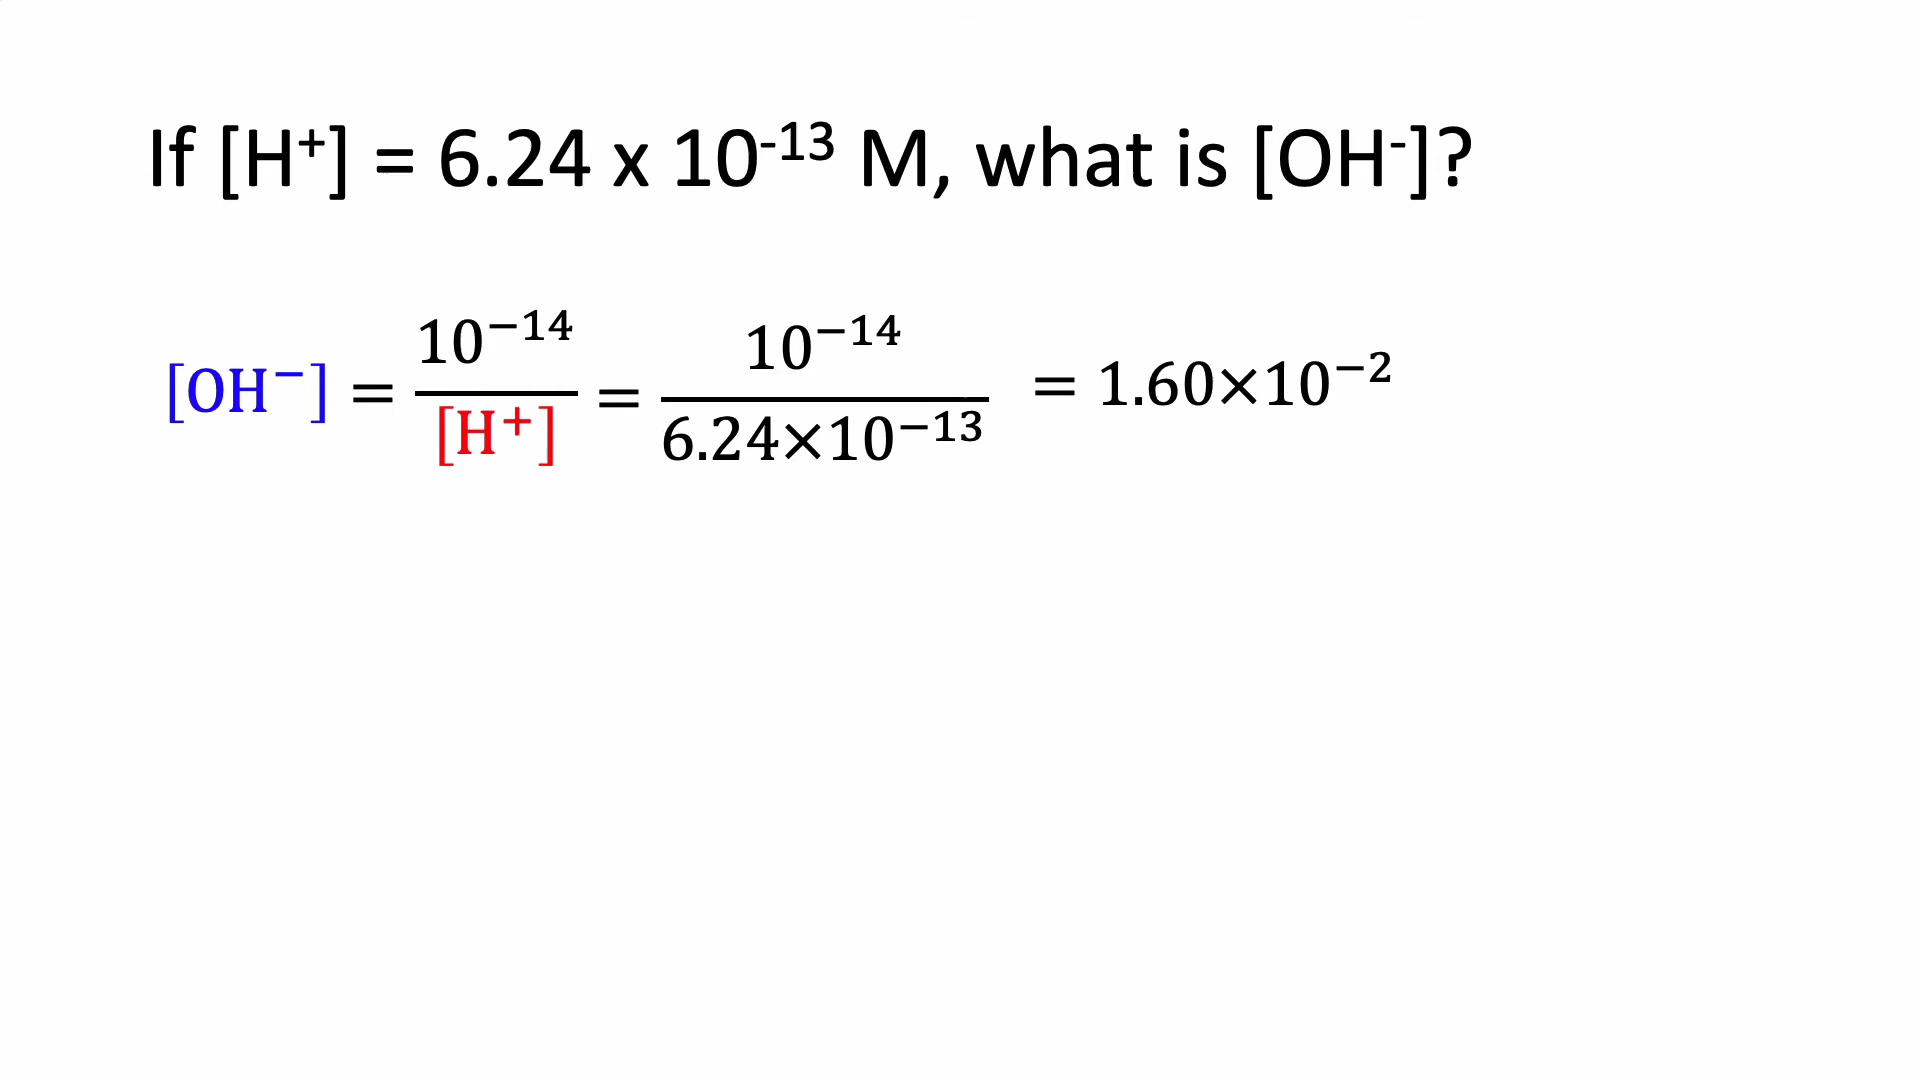 If [H⁺] = 6.24 x 10⁻¹³ M, what is [OH⁻]?
[OH⁻] = 10⁻¹⁴ / [H⁺] = 10⁻¹⁴ / 6.24×10⁻¹³ = 1.60×10⁻²